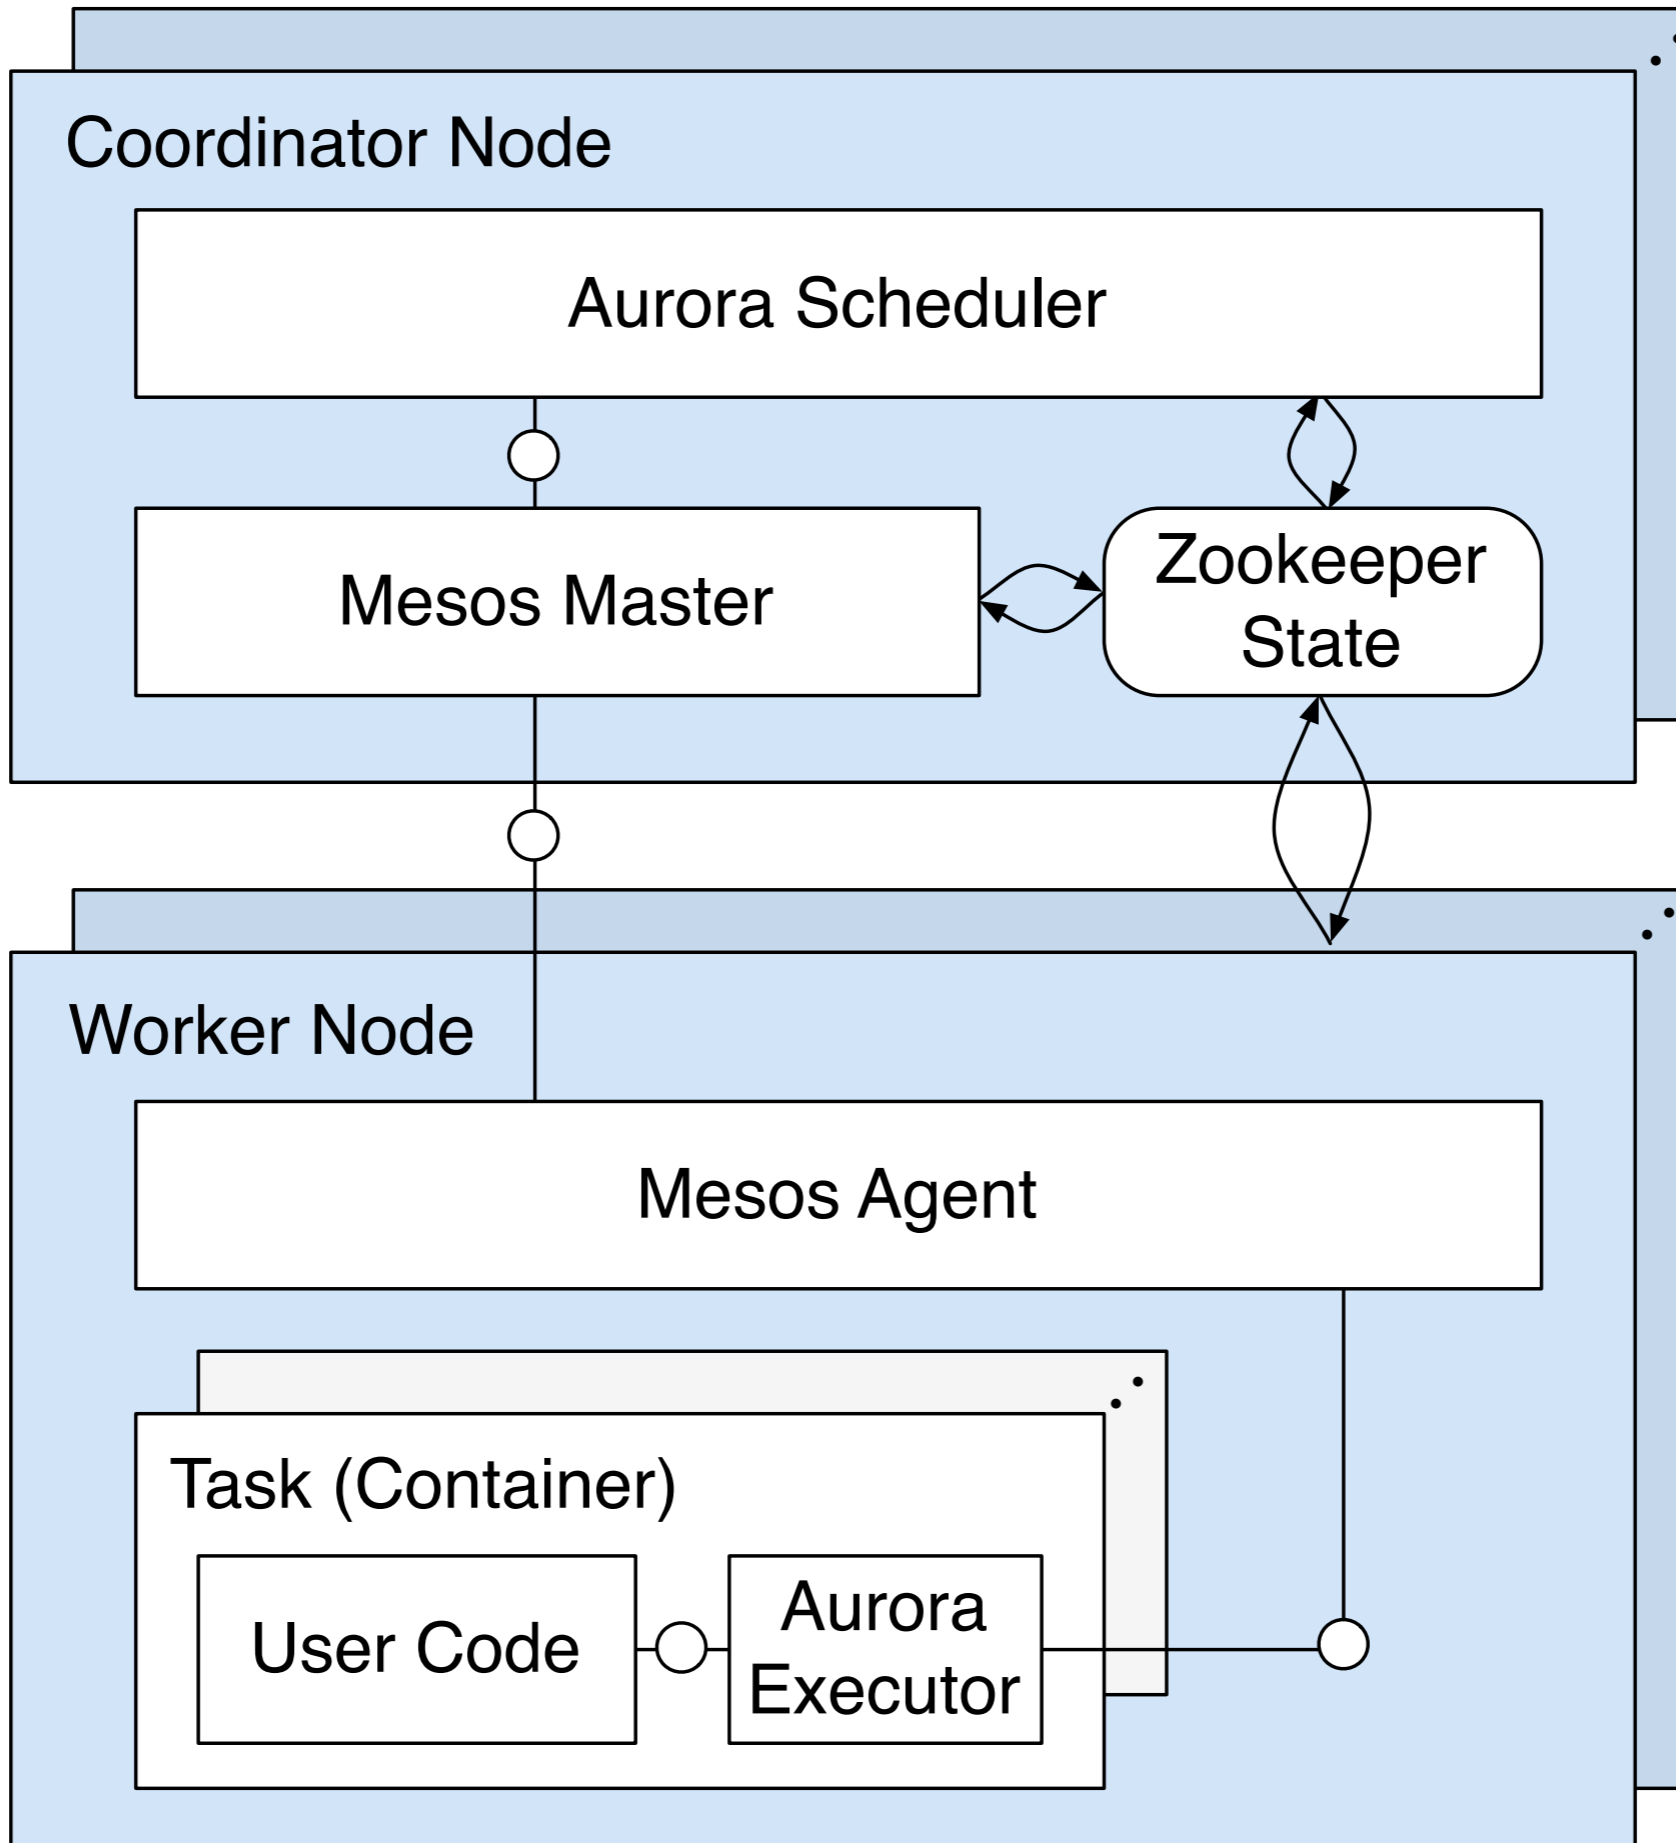 Coordinator Node
Aurora Scheduler
Mesos Master
Zookeeper
State
Worker Node
Mesos Agent
Task (Container)
User Code
Aurora
Executor